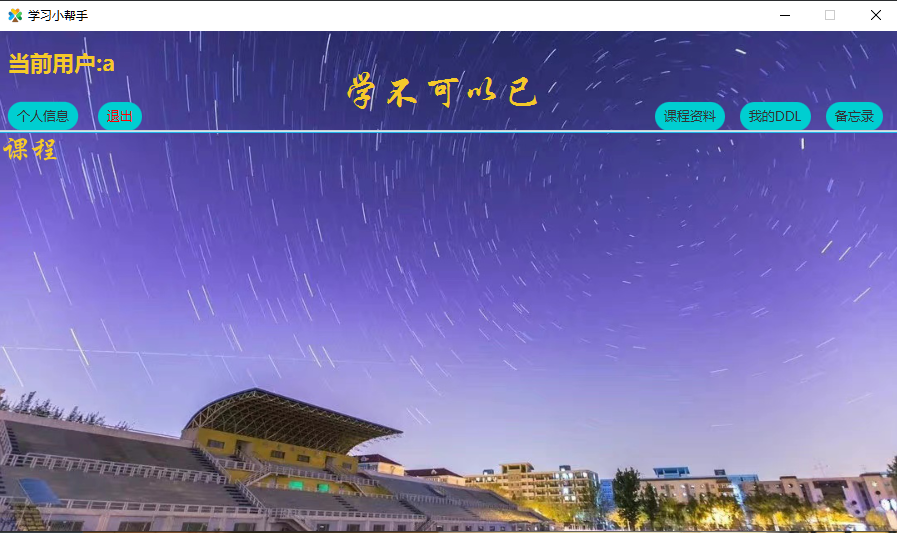 学习小帮手
当前用户:a
学不可以已
个人信息 退出 课程资料 我的DDL 备忘录
课程